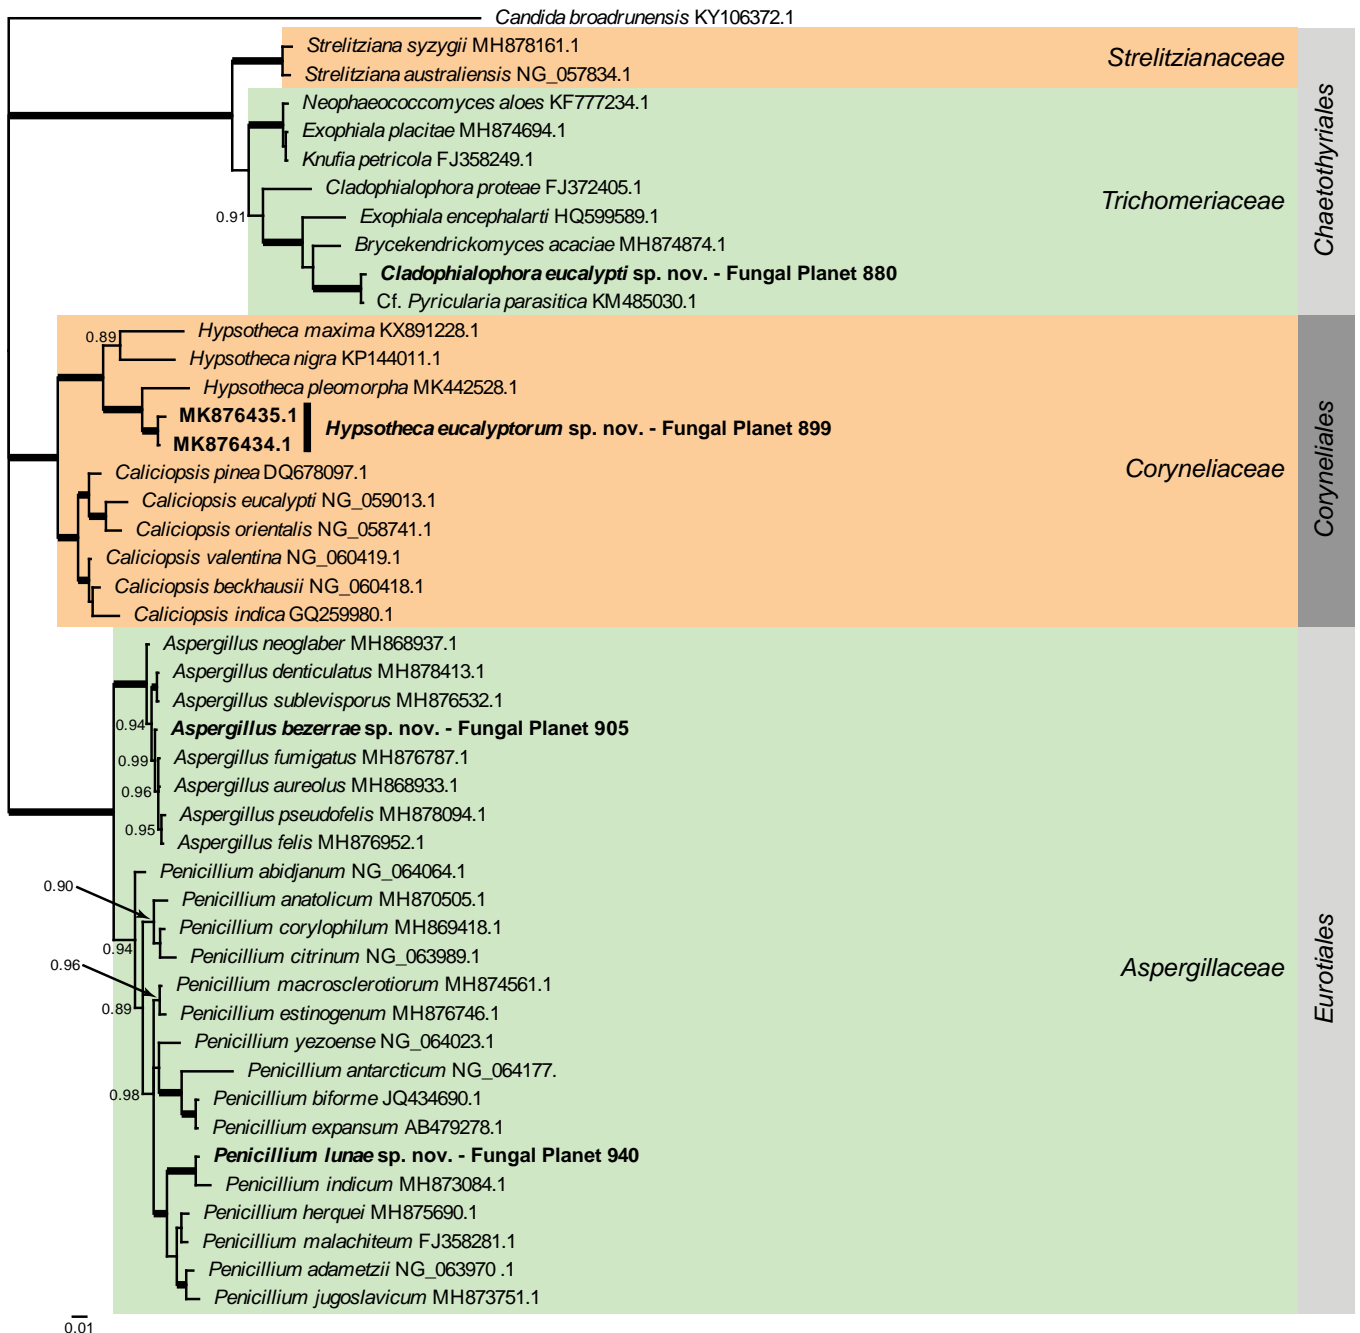 Candida broadrunensis KY106372.1
Strelitziana syzygii MH878161.1
Strelitziana australiensis NG_057834.1
Strelitzianaceae
Neophaeococcomyces aloes KF777234.1
Exophiala placitae MH874694.1
Knufia petricola FJ358249.1
Cladophialophora proteae FJ372405.1
Trichomeriaceae
0.91
Exophiala encephalarti HQ599589.1
Brycekendrickomyces acaciae MH874874.1
Cladophialophora eucalypti sp. nov. - Fungal Planet 880
Cf. Pyricularia parasitica KM485030.1
Chaetothyriales
Hypsotheca maxima KX891228.1
0.89
Hypsotheca nigra KP144011.1
Hypsotheca pleomorpha MK442528.1
MK876435.1
Hypsotheca eucalyptorum sp. nov. - Fungal Planet 899
MK876434.1
Coryneliaceae
Caliciopsis pinea DQ678097.1
Caliciopsis eucalypti NG_059013.1
Caliciopsis orientalis NG_058741.1
Caliciopsis valentina NG_060419.1
Caliciopsis beckhausii NG_060418.1
Caliciopsis indica GQ259980.1
Coryneliales
Aspergillus neoglaber MH868937.1
Aspergillus denticulatus MH878413.1
Aspergillus sublevisporus MH876532.1
0.94
Aspergillus bezerrae sp. nov. - Fungal Planet 905
0.99
Aspergillus fumigatus MH876787.1
Aspergillus aureolus MH868933.1
0.96
Aspergillus pseudofelis MH878094.1
0.95
Aspergillus felis MH876952.1
Penicillium abidjanum NG_064064.1
0.90
Penicillium anatolicum MH870505.1
Penicillium corylophilum MH869418.1
0.94
Penicillium citrinum NG_063989.1
0.96
Aspergillaceae
Penicillium macrosclerotiorum MH874561.1
0.89
Penicillium estinogenum MH876746.1
Penicillium yezoense NG_064023.1
Penicillium antarcticum NG_064177.
0.98
Penicillium biforme JQ434690.1
Penicillium expansum AB479278.1
Penicillium lunae sp. nov. - Fungal Planet 940
Penicillium indicum MH873084.1
Penicillium herquei MH875690.1
Penicillium malachiteum FJ358281.1
Penicillium adametzii NG_063970 .1
Penicillium jugoslavicum MH873751.1
Eurotiales
0.01